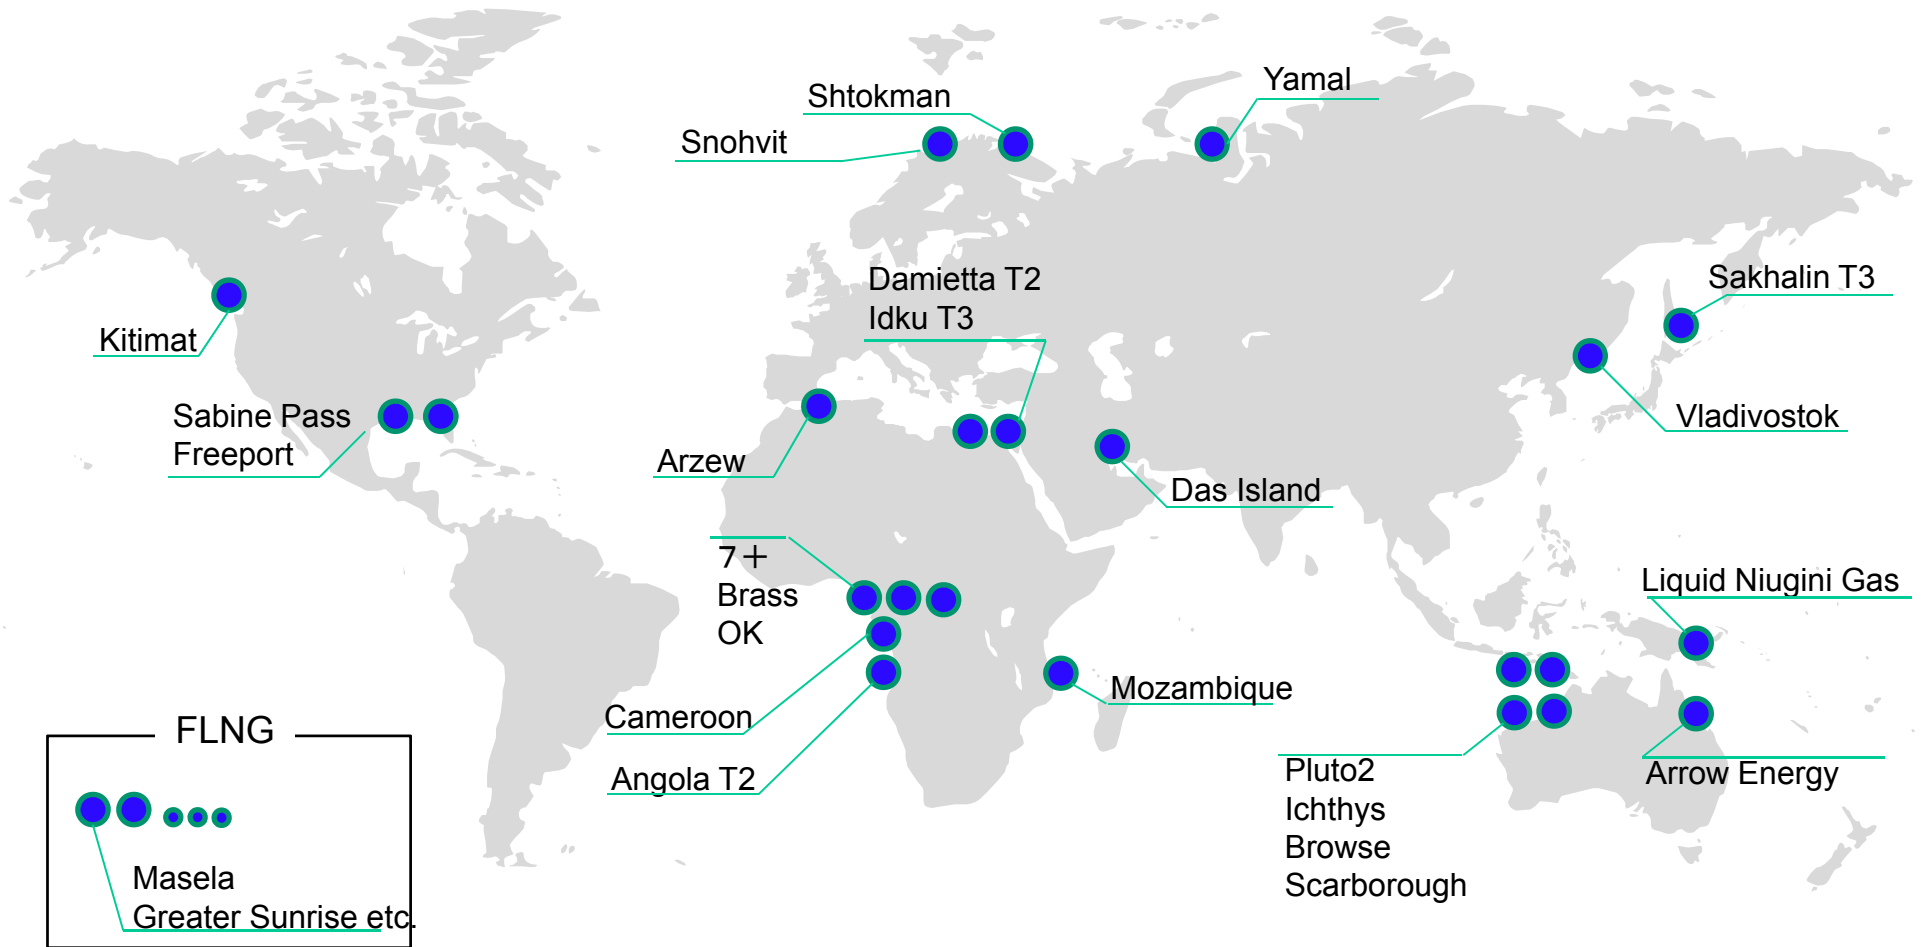 Yamal
Shtokman
Snohvit
Damietta T2
Idku T3
Sakhalin T3
Kitimat
Sabine Pass
Freeport
Vladivostok
Arzew
Das Island
7+
Brass
OK
Liquid Niugini Gas
Mozambique
Cameroon
Angola T2
FLNG
Masela
Greater Sunrise etc.
Pluto2
Ichthys
Browse
Scarborough
Arrow Energy